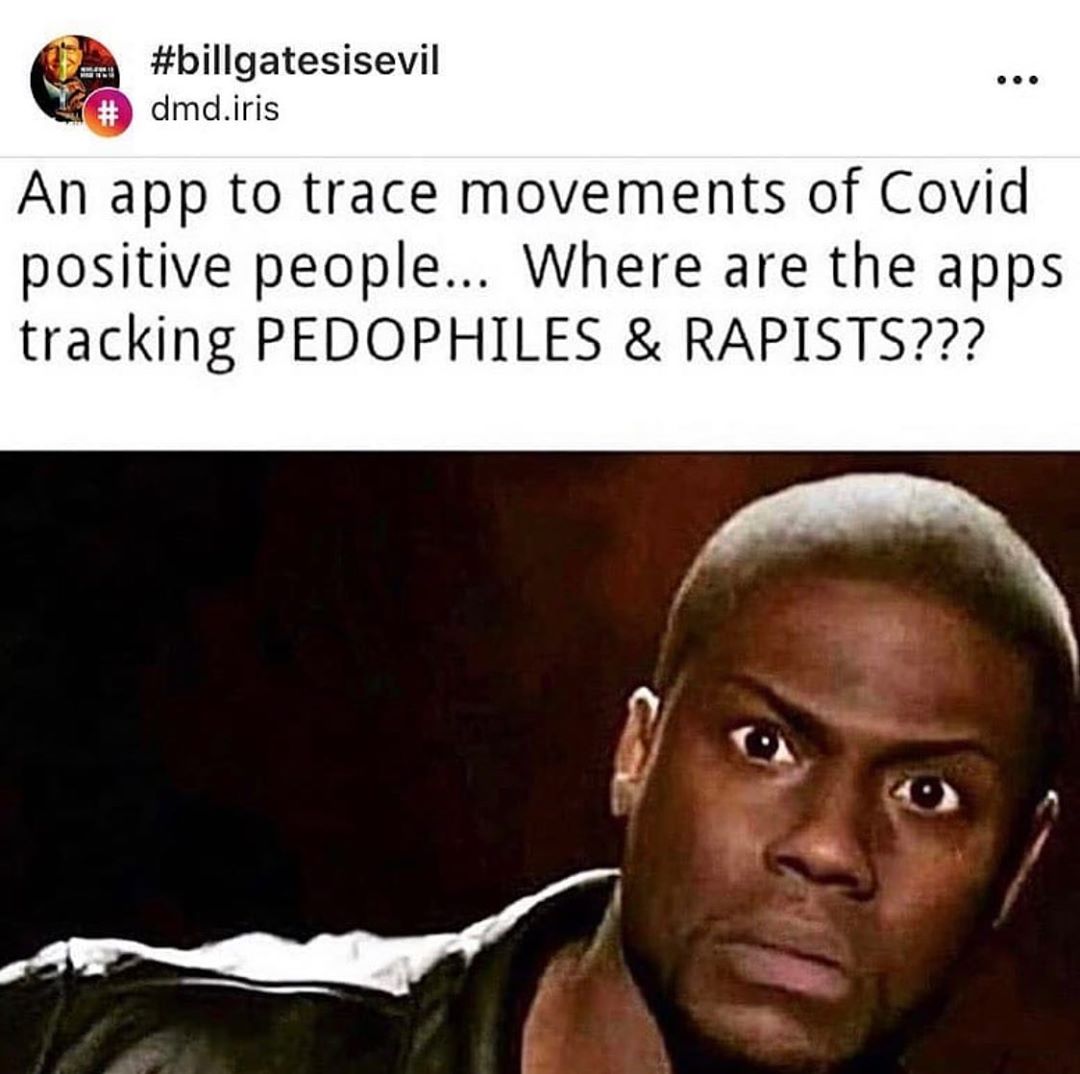 #billgatesisevil
dmd.iris
An app to trace movements of Covid
positive people... Where are the apps
tracking PEDOPHILES & RAPISTS???